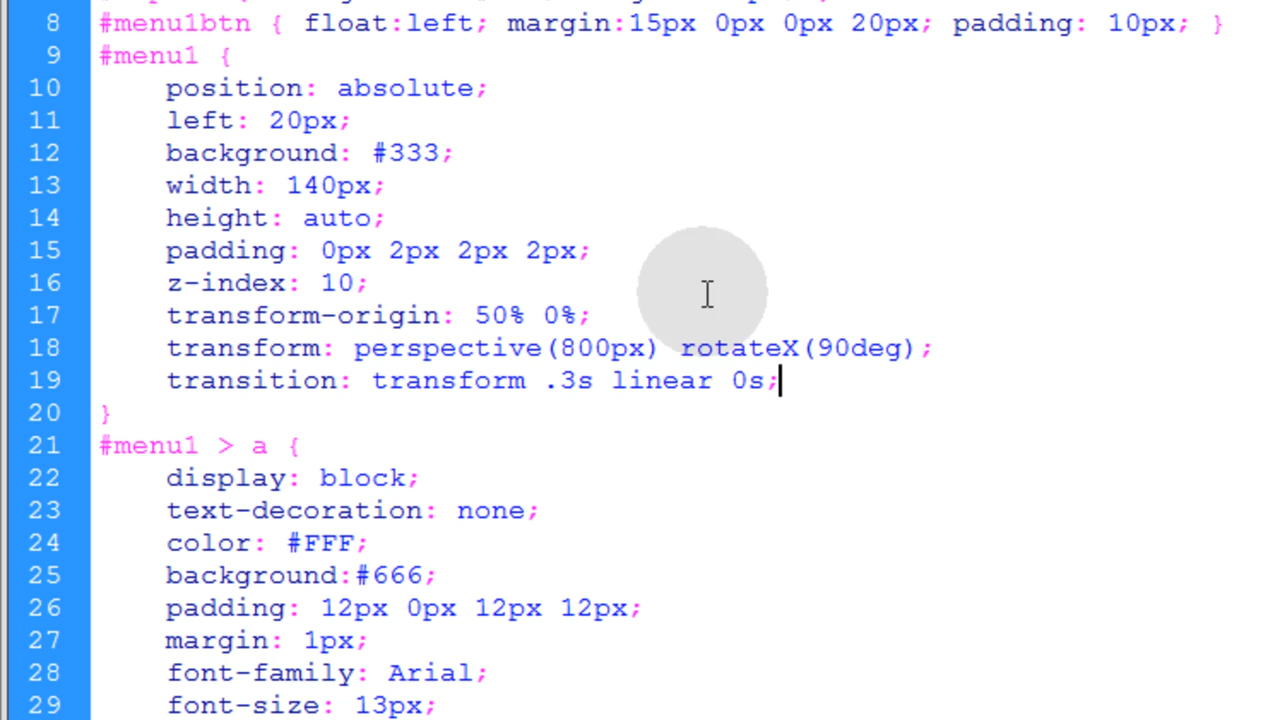 8 #menu1btn { float:left; margin:15px 0px 0px 20px; padding: 10px; }
9 #menu1 {
10 position: absolute;
11 left: 20px;
12 background: #333;
13 width: 140px;
14 height: auto;
15 padding: 0px 2px 2px 2px;
16 z-index: 10;
17 transform-origin: 50% 0%;
18 transform: perspective(800px) rotateX(90deg);
19 transition: transform .3s linear 0s;
20 }
21 #menu1 > a {
22 display: block;
23 text-decoration: none;
24 color: #FFF;
25 background:#666;
26 padding: 12px 0px 12px 12px;
27 margin: 1px;
28 font-family: Arial;
29 font-size: 13px;